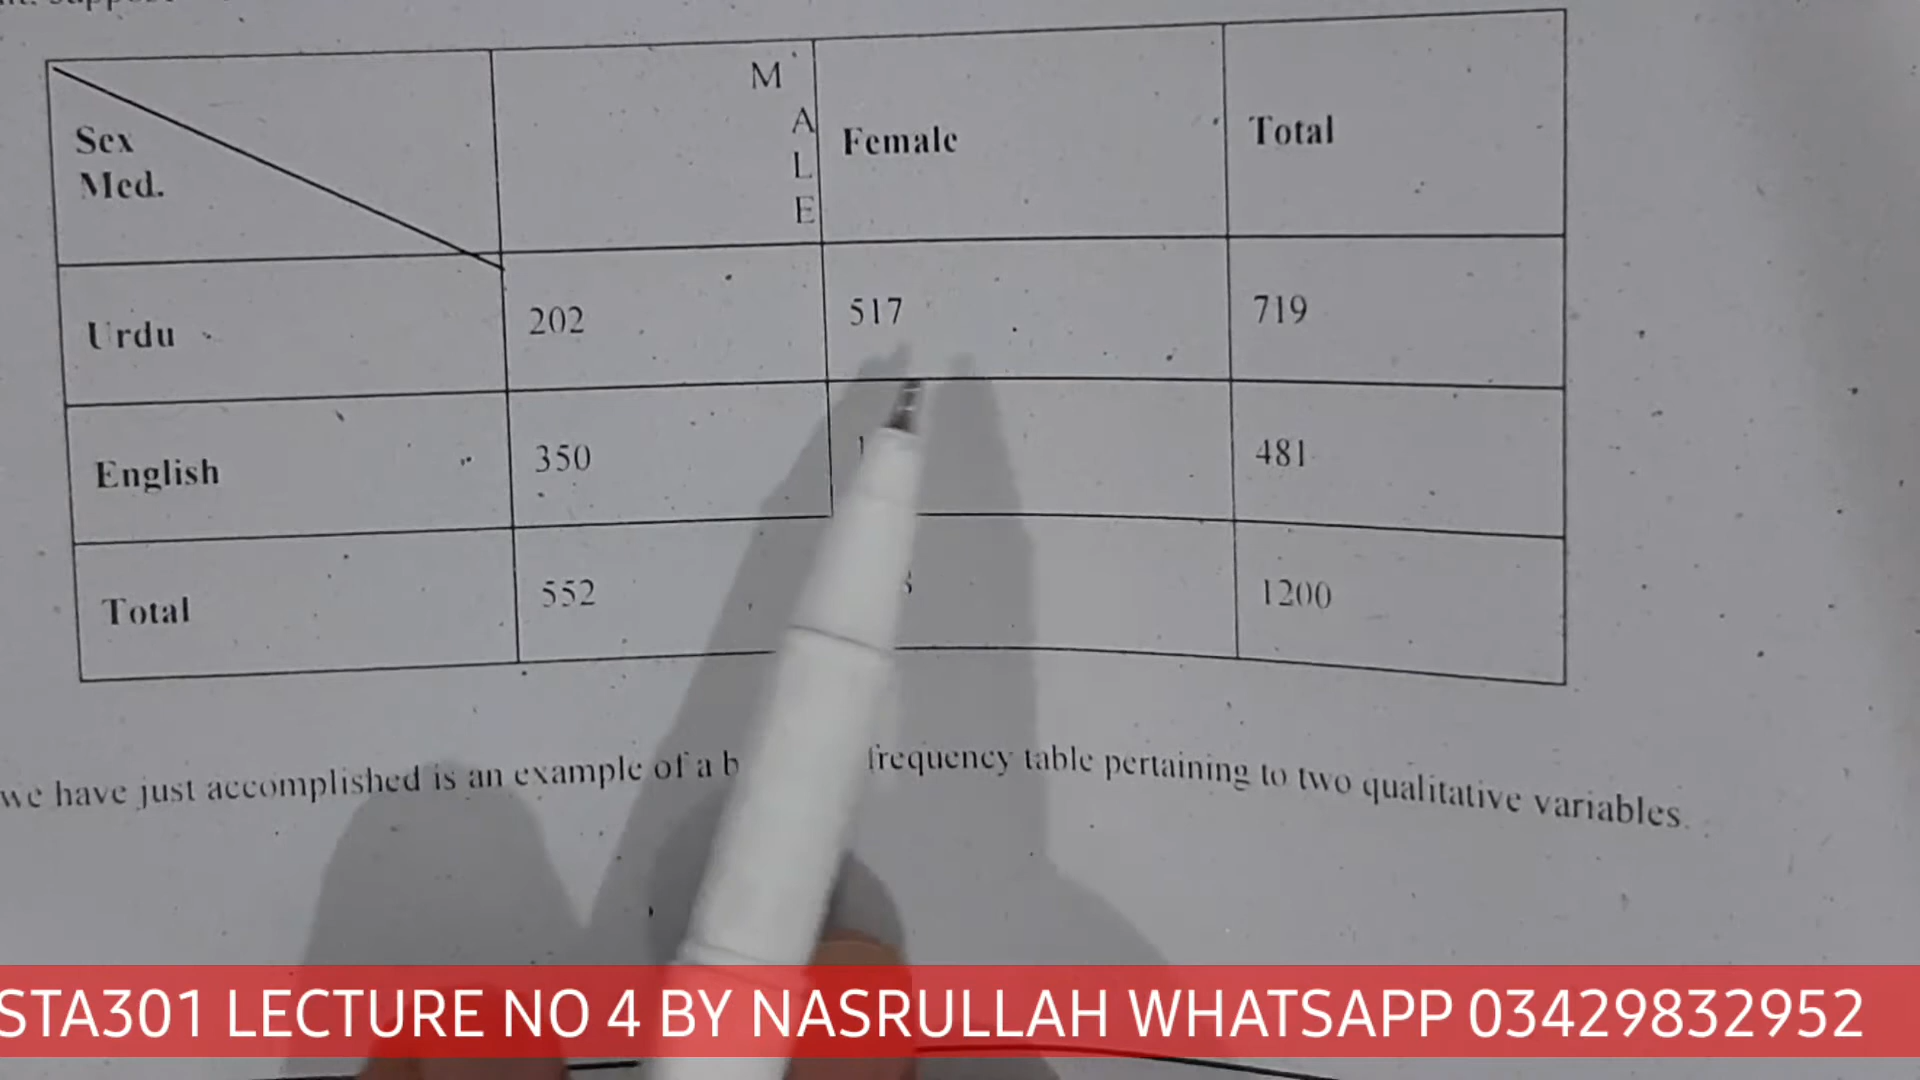 M
A
L
E
Sex
Med.
Female
Total
Urdu
202
517
719
English
350
481
Total
552
1200
we have just accomplished is an example of a frequency table pertaining to two qualitative variables.
STA301 LECTURE NO 4 BY NASRULLAH WHATSAPP 03429832952